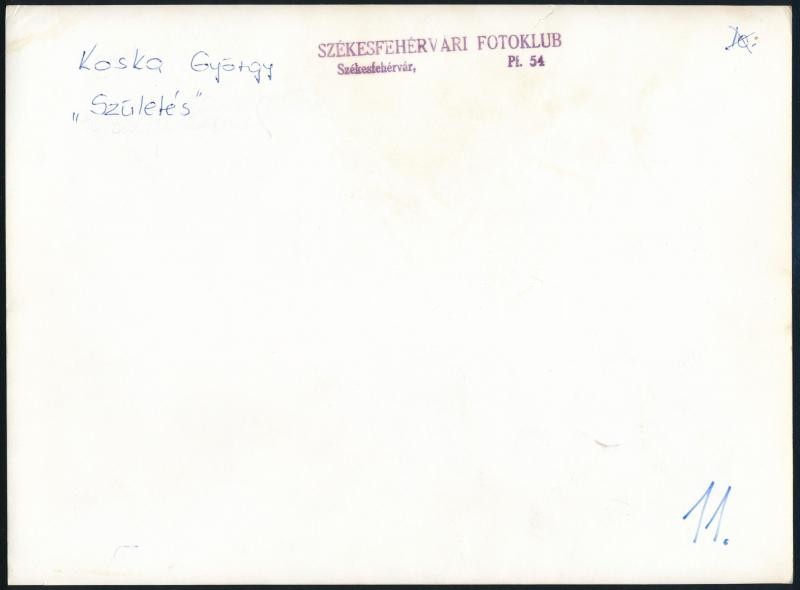 Koska György
„Születés"
SZÉKESFEHÉRVÁRI FOTOKLUB
Székesfehérvár, Pf. 54
11.